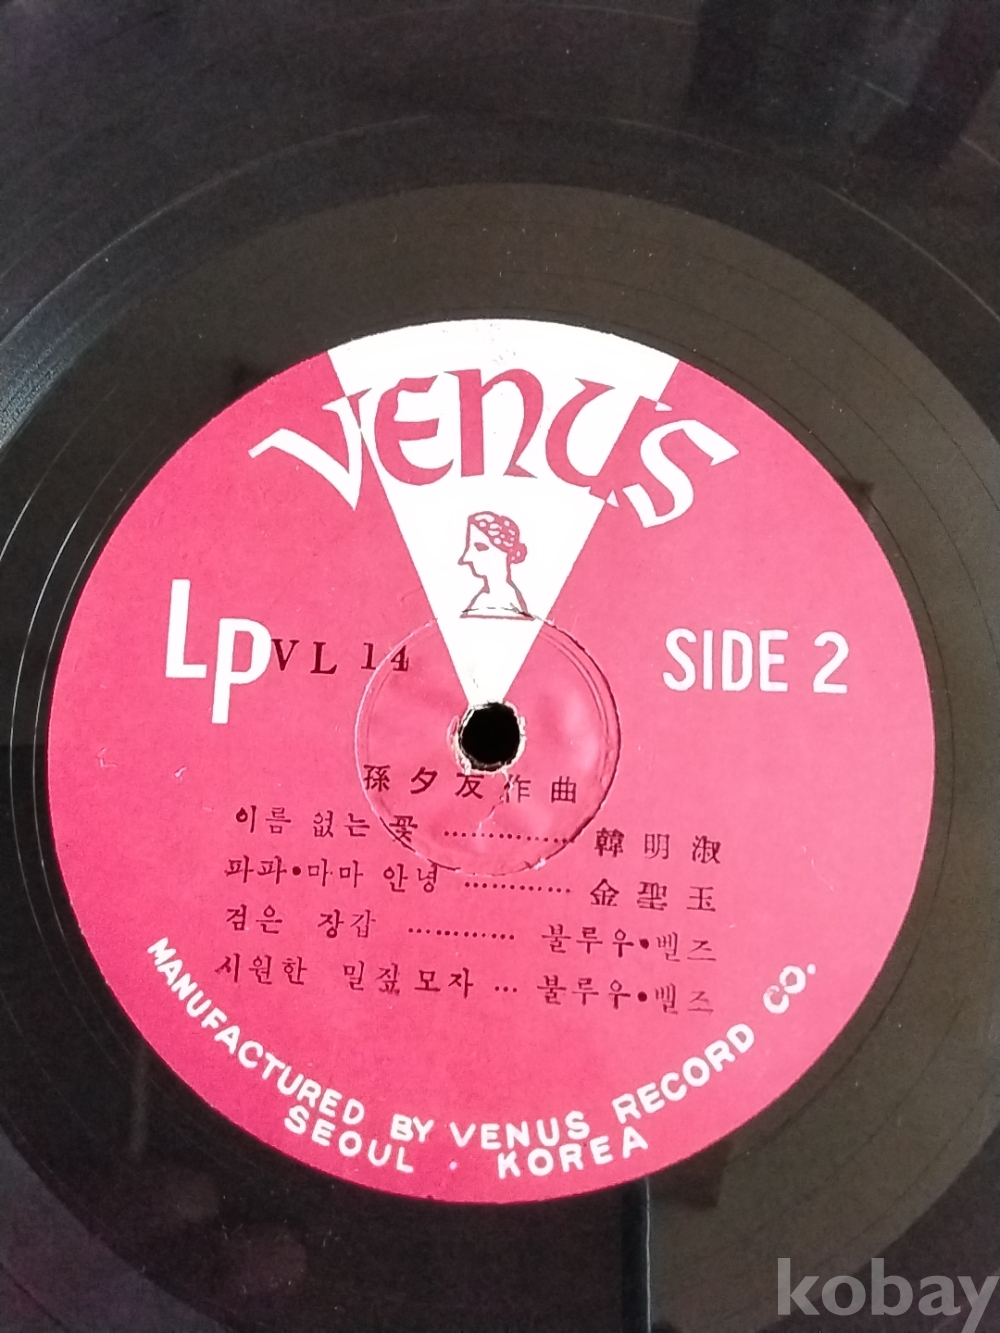 VENUS
LP VL 14 SIDE 2
孫夕友作曲
이름 없는 꽃 ............... 韓明淑
파파•마마 안녕 ............ 金聖玉
검은 장갑 ............ 불루우•벨즈
시원한 밀짚모자 ... 불루우•벨즈
MANUFACTURED BY VENUS RECORD CO.
SEOUL · KOREA
kobay